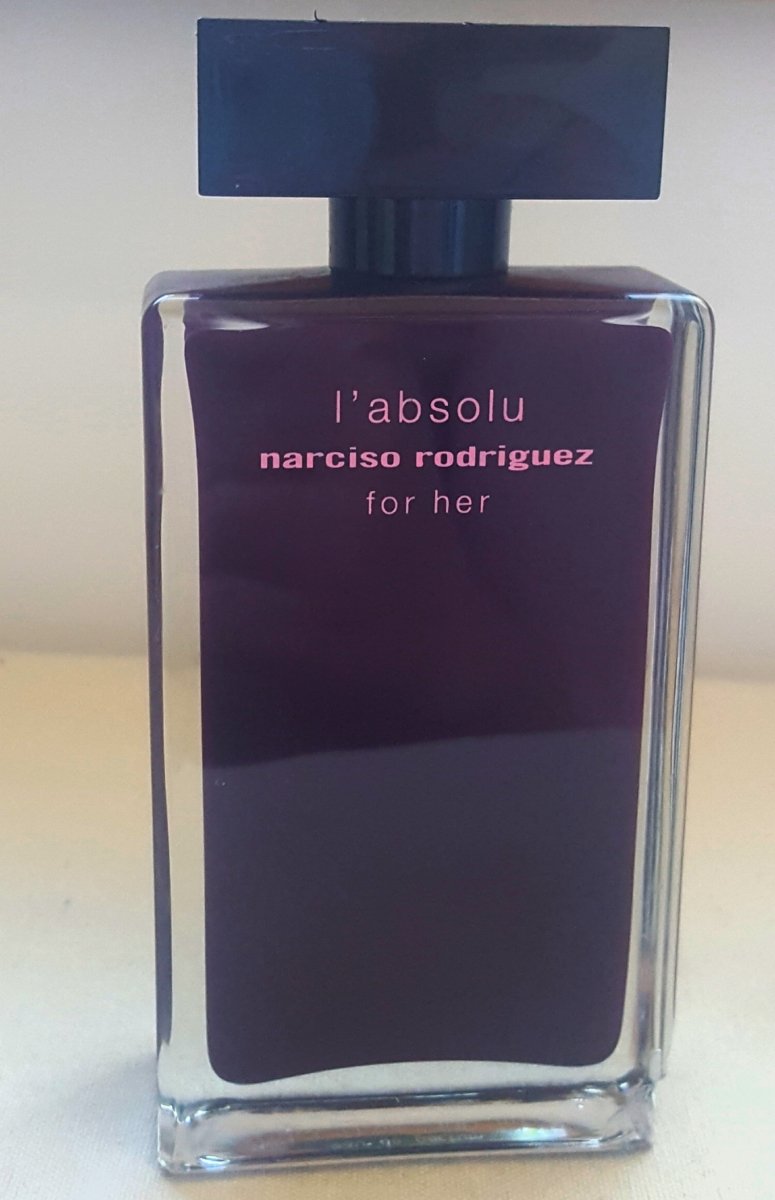 l'absolu
narciso rodriguez
for her